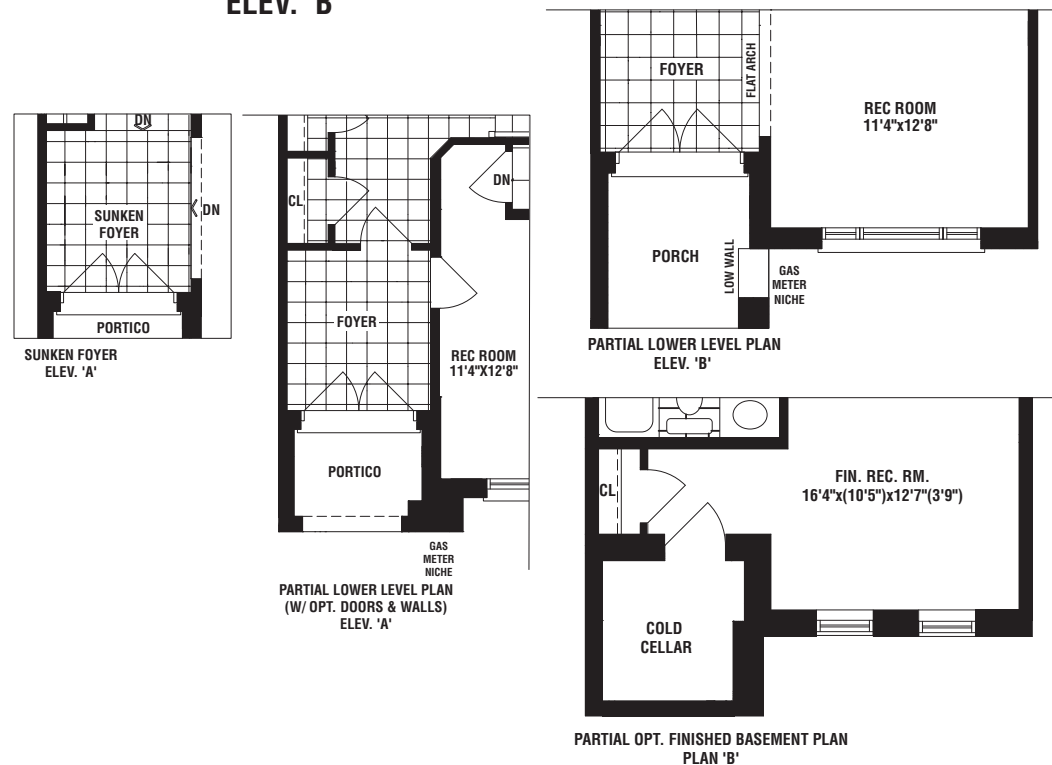 ELEV. 'B'
DN
SUNKEN
FOYER
DN
PORTICO
SUNKEN FOYER
ELEV. 'A'
CL
DN
FOYER
REC ROOM
11'4"X12'8"
PORTICO
GAS
METER
NICHE
PARTIAL LOWER LEVEL PLAN
(W/ OPT. DOORS & WALLS)
ELEV. 'A'
FOYER
FLAT ARCH
REC ROOM
11'4"x12'8"
PORCH
LOW WALL
GAS
METER
NICHE
PARTIAL LOWER LEVEL PLAN
ELEV. 'B'
CL
FIN. REC. RM.
16'4"x(10'5")x12'7"(3'9")
COLD
CELLAR
PARTIAL OPT. FINISHED BASEMENT PLAN
PLAN 'B'